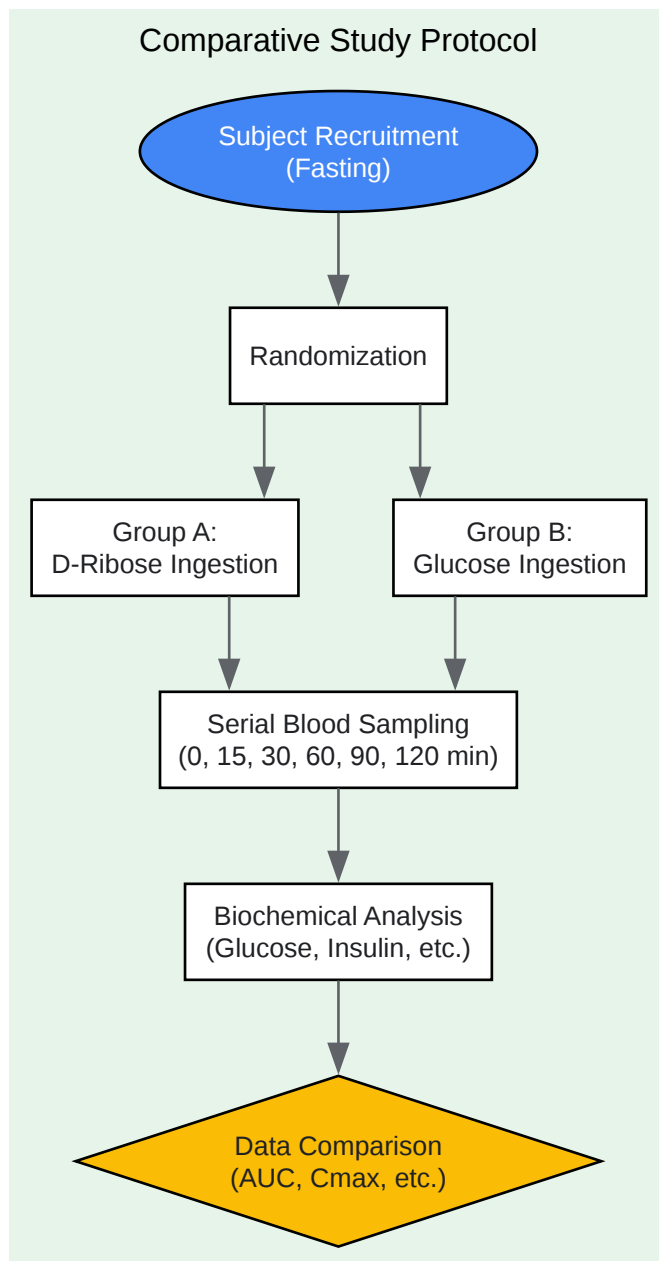 Comparative Study Protocol
Subject Recruitment
(Fasting)
Randomization
Group A:
D-Ribose Ingestion
Group B:
Glucose Ingestion
Serial Blood Sampling
(0, 15, 30, 60, 90, 120 min)
Biochemical Analysis
(Glucose, Insulin, etc.)
Data Comparison
(AUC, Cmax, etc.)